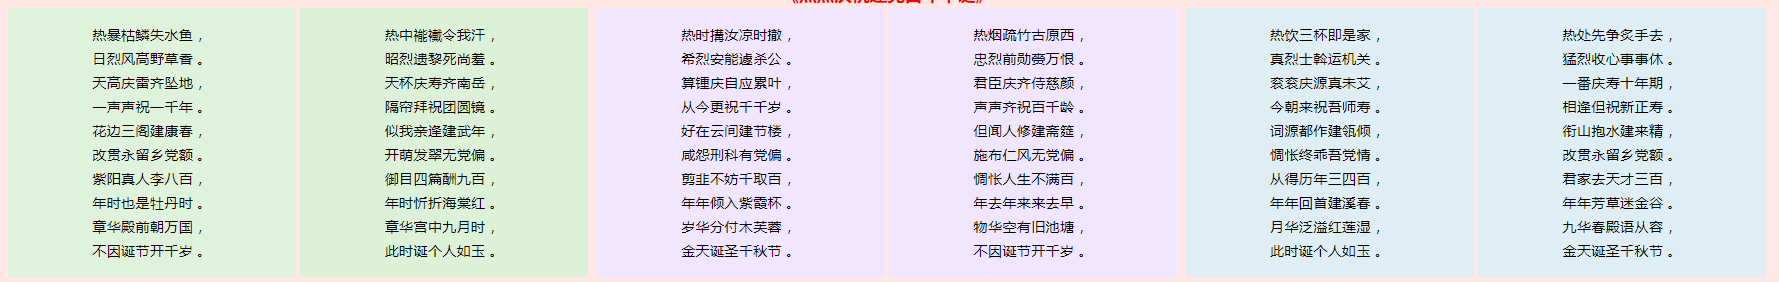 热暴枯鳞失水鱼，
日烈风高野草香。
天高庆雷齐坠地，
一声声祝一千年。
花边三阁建康春，
改贯永留乡党额。
紫阳真人李八百，
年时也是牡丹时。
章华殿前朝万国，
不因诞节开千岁。
热中褦襶令我汗，
昭烈遗黎死尚羞。
天杯庆寿齐南岳，
隔帘拜祝团圆镜。
似我亲逢建武年，
开萌发翠无党偏。
御目四篇酬九百，
年时忻折海棠红。
章华宫中九月时，
此时诞个人如玉。
热时搆汝凉时撤，
希烈安能遽杀公。
算锺庆自应累叶，
从今更祝千千岁。
好在云间建节楼，
咸怨刑科有党偏。
剪韭不妨千取百，
年年倾入紫霞杯。
岁华分付木芙蓉，
金天诞圣千秋节。
热烟疏竹古原西，
忠烈前勋赍万恨。
君臣庆齐侍慈颜，
声声齐祝百千龄。
但闻人修建斋筵，
施布仁风无党偏。
惆怅人生不满百，
年去年来来去早。
物华空有旧池塘，
不因诞节开千岁。
热饮三杯即是家，
真烈士斡运机关。
衮衮庆源真未艾，
今朝来祝吾师寿。
词源都作建瓴倾，
惆怅终乖吾党情。
从得历年三四百，
年年回首建溪春。
月华泛溢红莲湿，
此时诞个人如玉。
热处先争炙手去，
猛烈收心事事休。
一番庆寿十年期，
相逢但祝新正寿。
衔山抱水建来精，
改贯永留乡党额。
君家去天才三百，
年年芳草迷金谷。
九华春殿语从容，
金天诞圣千秋节。